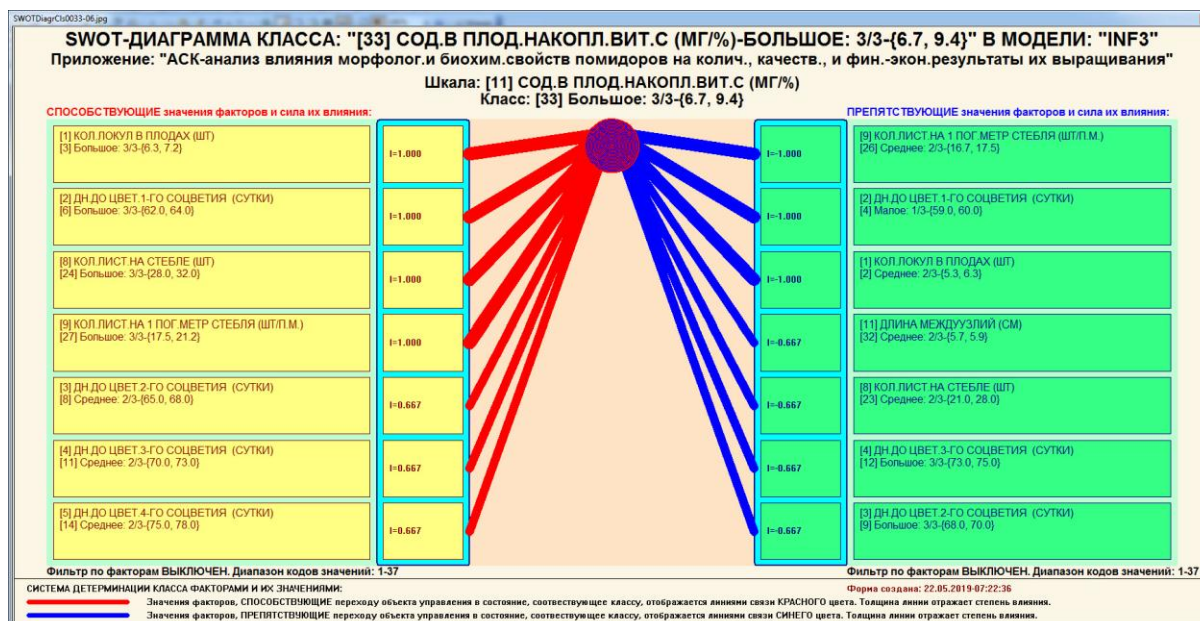 SWOTDiagrCls0033-06.jpg
SWOT-ДИАГРАММА КЛАССА: "[33] СОД.В ПЛОД.НАКОПЛ.ВИТ.С (МГ/%)-БОЛЬШОЕ: 3/3-{6.7, 9.4}" В МОДЕЛИ: "INF3"
Приложение: "АСК-анализ влияния морфолог.и биохим.свойств помидоров на колич., качеств., и фин.-экон.результаты их выращивания"
Шкала: [11] СОД.В ПЛОД.НАКОПЛ.ВИТ.С (МГ/%)
Класс: [33] Большое: 3/3-{6.7, 9.4}
СПОСОБСТВУЮЩИЕ значения факторов и сила их влияния:
[1] КОЛ.ЛОКУЛ В ПЛОДАХ (ШТ)
[3] Большое: 3/3-{6.3, 7.2}
I=1.000
[2] ДН.ДО ЦВЕТ.1-ГО СОЦВЕТИЯ (СУТКИ)
[6] Большое: 3/3-{62.0, 64.0}
I=1.000
[8] КОЛ.ЛИСТ.НА СТЕБЛЕ (ШТ)
[24] Большое: 3/3-{28.0, 32.0}
I=1.000
[9] КОЛ.ЛИСТ.НА 1 ПОГ.МЕТР СТЕБЛЯ (ШТ/П.М.)
[27] Большое: 3/3-{17.5, 21.2}
I=1.000
[3] ДН.ДО ЦВЕТ.2-ГО СОЦВЕТИЯ (СУТКИ)
[8] Среднее: 2/3-{65.0, 68.0}
I=0.667
[4] ДН.ДО ЦВЕТ.3-ГО СОЦВЕТИЯ (СУТКИ)
[11] Среднее: 2/3-{70.0, 73.0}
I=0.667
[5] ДН.ДО ЦВЕТ.4-ГО СОЦВЕТИЯ (СУТКИ)
[14] Среднее: 2/3-{75.0, 78.0}
I=0.667
Фильтр по факторам ВЫКЛЮЧЕН. Диапазон кодов значений: 1-37
ПРЕПЯТСТВУЮЩИЕ значения факторов и сила их влияния:
I=-1.000
[9] КОЛ.ЛИСТ.НА 1 ПОГ.МЕТР СТЕБЛЯ (ШТ/П.М.)
[26] Среднее: 2/3-{16.7, 17.5}
I=-1.000
[2] ДН.ДО ЦВЕТ.1-ГО СОЦВЕТИЯ (СУТКИ)
[4] Малое: 1/3-{59.0, 60.0}
I=-1.000
[1] КОЛ.ЛОКУЛ В ПЛОДАХ (ШТ)
[2] Среднее: 2/3-{5.3, 6.3}
I=-0.667
[11] ДЛИНА МЕЖДУУЗЛИЙ (СМ)
[32] Среднее: 2/3-{5.7, 5.9}
I=-0.667
[8] КОЛ.ЛИСТ.НА СТЕБЛЕ (ШТ)
[23] Среднее: 2/3-{21.0, 28.0}
I=-0.667
[4] ДН.ДО ЦВЕТ.3-ГО СОЦВЕТИЯ (СУТКИ)
[12] Большое: 3/3-{73.0, 75.0}
I=-0.667
[3] ДН.ДО ЦВЕТ.2-ГО СОЦВЕТИЯ (СУТКИ)
[9] Большое: 3/3-{68.0, 70.0}
Фильтр по факторам ВЫКЛЮЧЕН. Диапазон кодов значений: 1-37
СИСТЕМА ДЕТЕРМИНАЦИИ КЛАССА ФАКТОРАМИ И ИХ ЗНАЧЕНИЯМИ:
Форма создана: 22.05.2019-07:22:36
Значения факторов, СПОСОБСТВУЮЩИЕ переходу объекта управления в состояние, соотвествующее классу, отображается линиями связи КРАСНОГО цвета. Толщина линии отражает степень влияния.
Значения факторов, ПРЕПЯТСТВУЮЩИЕ переходу объекта управления в состояние, соотвествующее классу, отображается линиями связи СИНЕГО цвета. Толщина линии отражает степень влияния.